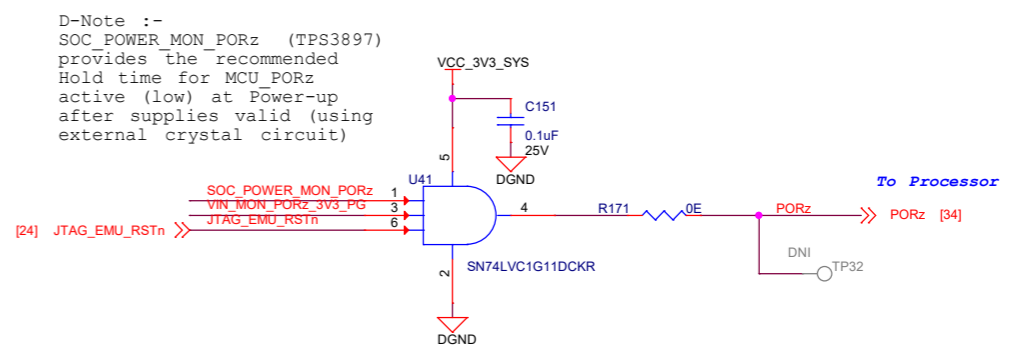 D-Note :-
SOC_POWER_MON_PORz (TPS3897)
provides the recommended
Hold time for MCU_PORz
active (low) at Power-up
after supplies valid (using
external crystal circuit)
VCC_3V3_SYS
C151
0.1uF
25V
DGND
5
U41
SOC_POWER_MON_PORz 1
VIN_MON_PORz_3V3_PG 3
[24] JTAG_EMU_RSTn JTAG_EMU_RSTn 6
4 R171 0E PORz PORz [34]
To Processor
DNI
TP32
SN74LVC1G11DCKR
2
DGND